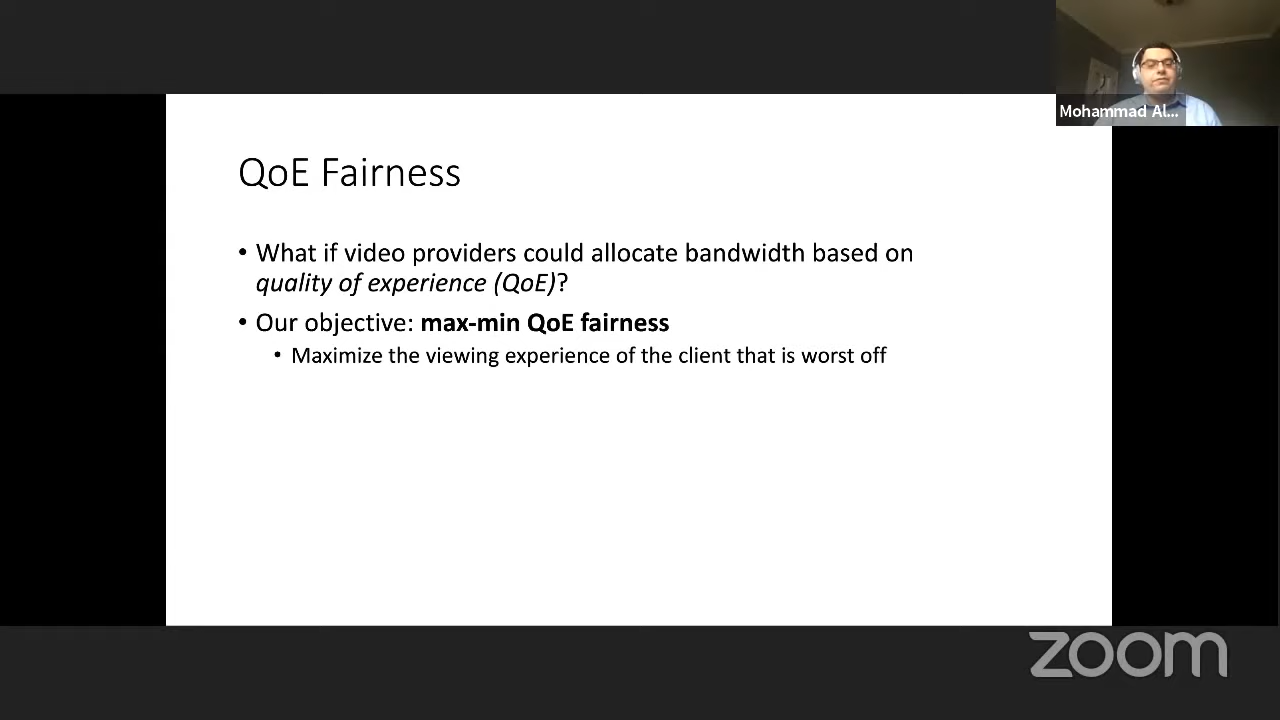 Mohammad Al...
QoE Fairness
• What if video providers could allocate bandwidth based on
quality of experience (QoE)?
• Our objective: max-min QoE fairness
• Maximize the viewing experience of the client that is worst off
zoom